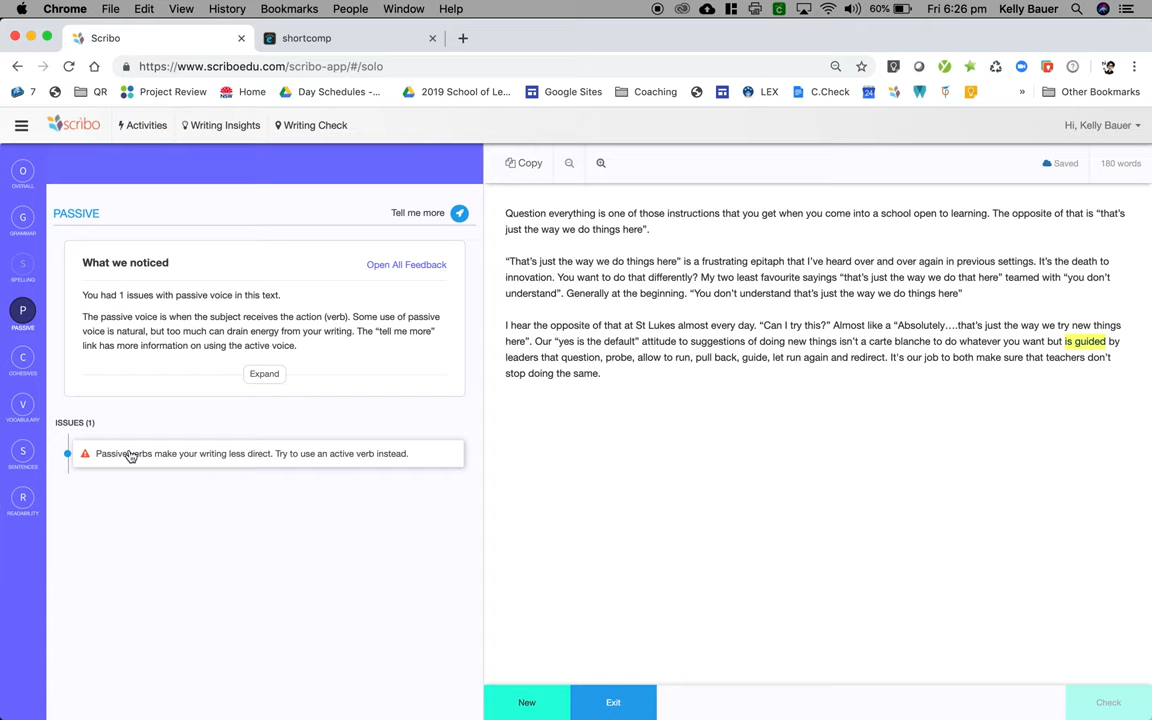 Chrome File Edit View History Bookmarks People Window Help 60% Fri 6:26 pm Kelly Bauer
Scribo shortcomp
https://www.scriboedu.com/scribo-app/#/solo
7 QR Project Review Home Day Schedules -... 2019 School of Le... Google Sites Coaching LEX C.Check 24 » Other Bookmarks
scribo Activities Writing Insights Writing Check Hi, Kelly Bauer
O
OVERALL
G
GRAMMAR
S
SPELLING
P
PASSIVE
C
COHESIVES
V
VOCABULARY
S
SENTENCES
R
READABILITY
PASSIVE Tell me more
What we noticed Open All Feedback
You had 1 issues with passive voice in this text.
The passive voice is when the subject receives the action (verb). Some use of passive
voice is natural, but too much can drain energy from your writing. The “tell me more”
link has more information on using the active voice.
Expand
ISSUES (1)
Passive verbs make your writing less direct. Try to use an active verb instead.
Copy Saved 180 words
Question everything is one of those instructions that you get when you come into a school open to learning. The opposite of that is “that’s
just the way we do things here”.
“That’s just the way we do things here” is a frustrating epitaph that I’ve heard over and over again in previous settings. It’s the death to
innovation. You want to do that differently? My two least favourite sayings “that’s just the way we do that here” teamed with “you don’t
understand”. Generally at the beginning. “You don’t understand that’s just the way we do things here”
I hear the opposite of that at St Lukes almost every day. “Can I try this?” Almost like a “Absolutely….that’s just the way we try new things
here”. Our “yes is the default” attitude to suggestions of doing new things isn’t a carte blanche to do whatever you want but is guided by
leaders that question, probe, allow to run, pull back, guide, let run again and redirect. It's our job to both make sure that teachers don’t
stop doing the same.
New Exit Check